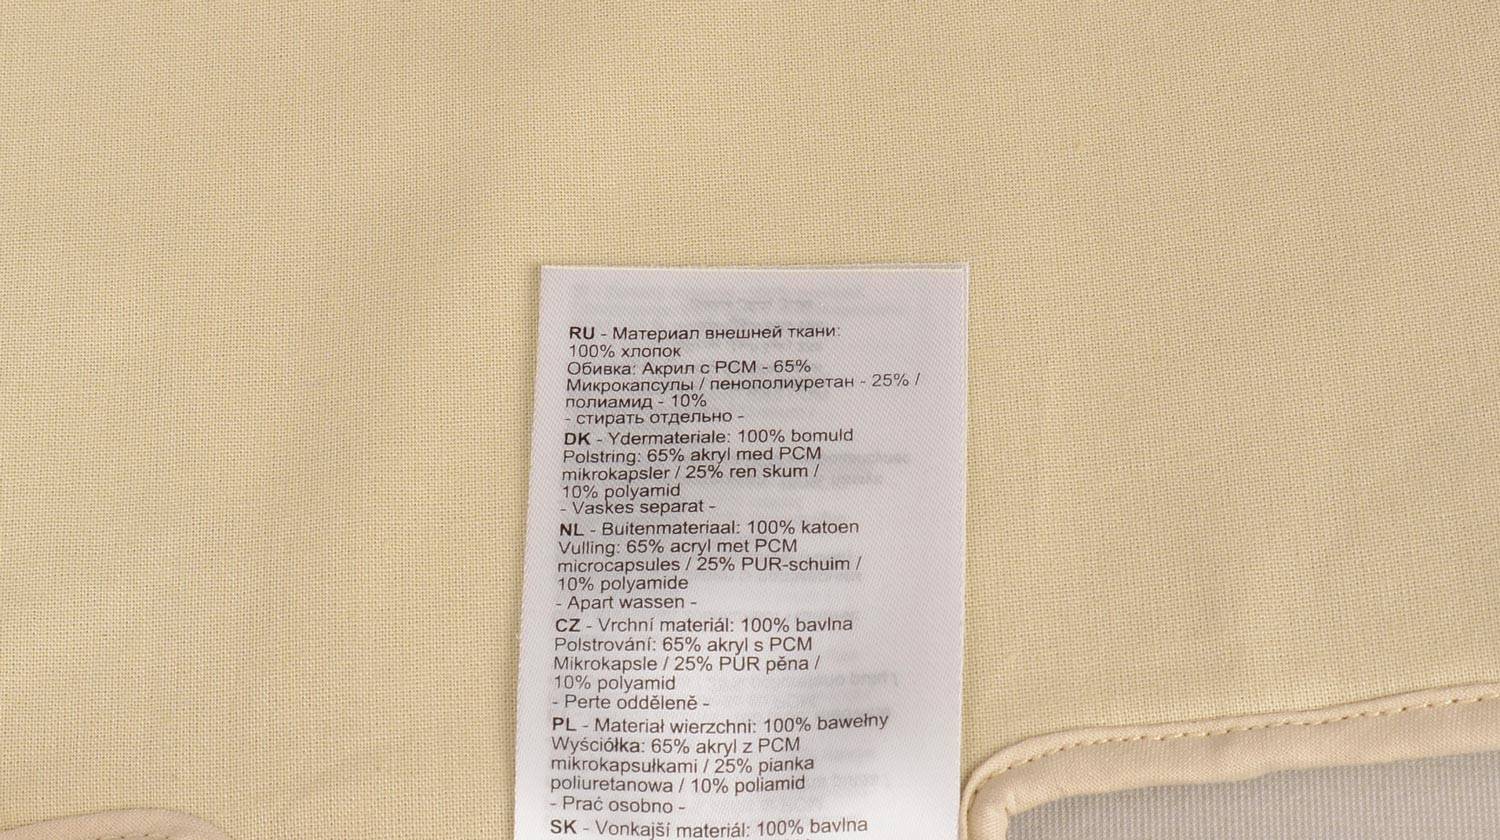 RU - Материал внешней ткани:
100% хлопок
Обивка: Акрил с PCM - 65%
Микрокапсулы / пенополиуретан - 25% /
полиамид - 10%
- стирать отдельно -
DK - Ydermateriale: 100% bomuld
Polstring: 65% akryl med PCM
mikrokapsler / 25% ren skum /
10% polyamid
- Vaskes separat -
NL - Buitenmateriaal: 100% katoen
Vulling: 65% acryl met PCM
microcapsules / 25% PUR-schuim /
10% polyamide
- Apart wassen -
CZ - Vrchní materiál: 100% bavlna
Polstrování: 65% akryl s PCM
Mikrokapsle / 25% PUR pěna /
10% polyamid
- Perte odděleně -
PL - Materiał wierzchni: 100% bawełny
Wyściółka: 65% akryl z PCM
mikrokapsułkami / 25% pianka
poliuretanowa / 10% poliamid
- Prać osobno -
SK - Vonkajší materiál: 100% bavlna